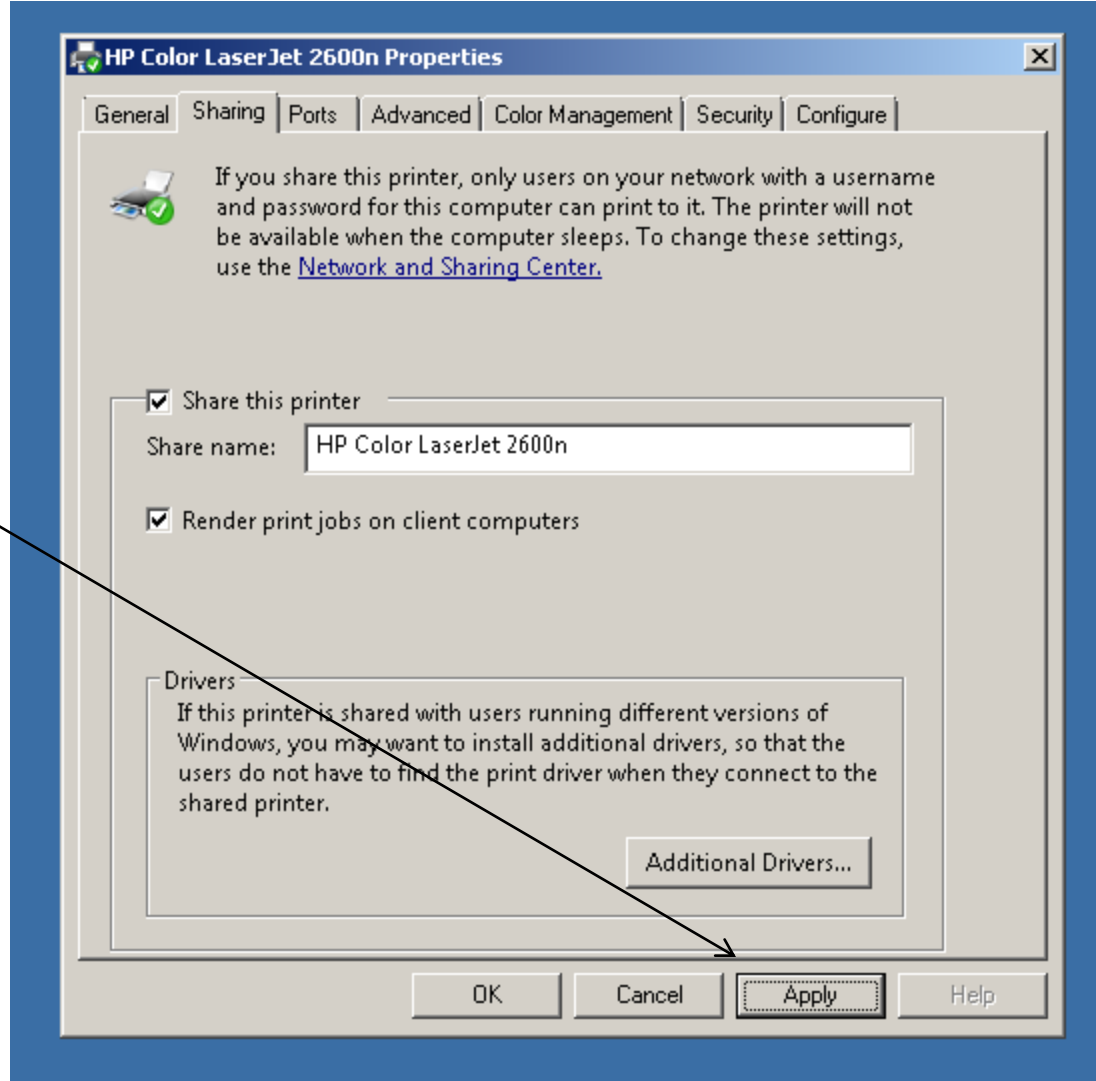 HP Color LaserJet 2600n Properties
General Sharing Ports Advanced Color Management Security Configure
If you share this printer, only users on your network with a username
and password for this computer can print to it. The printer will not
be available when the computer sleeps. To change these settings,
use the Network and Sharing Center.
Share this printer
Share name: HP Color LaserJet 2600n
Render print jobs on client computers
Drivers
If this printer is shared with users running different versions of
Windows, you may want to install additional drivers, so that the
users do not have to find the print driver when they connect to the
shared printer.
Additional Drivers...
OK Cancel Apply Help